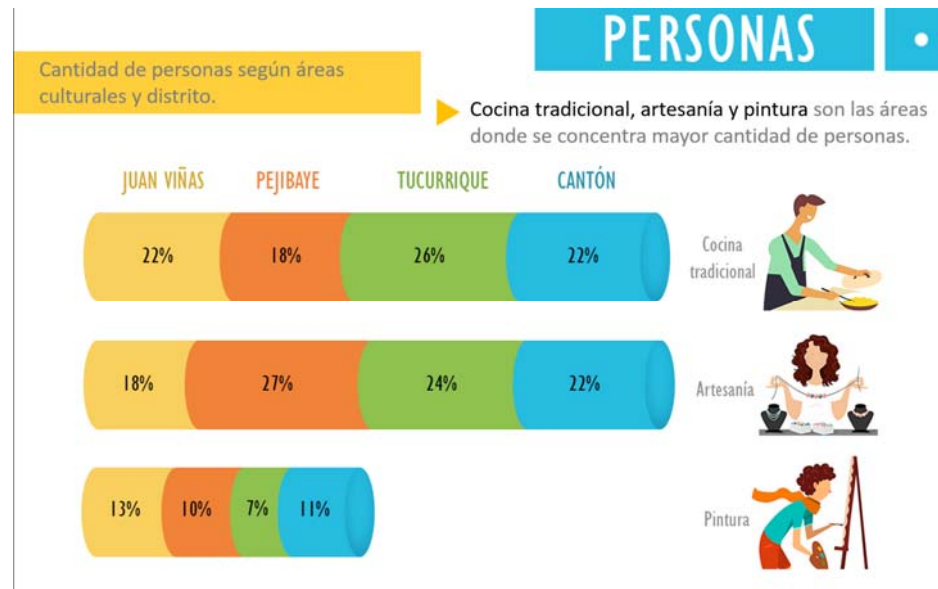 PERSONAS
Cantidad de personas según áreas
culturales y distrito.
Cocina tradicional, artesanía y pintura son las áreas
donde se concentra mayor cantidad de personas.
JUAN VIÑAS PEJIBAYE TUCURRIQUE CANTÓN
22% 18% 26% 22%
Cocina
tradicional
18% 27% 24% 22%
Artesanía
13% 10% 7% 11%
Pintura